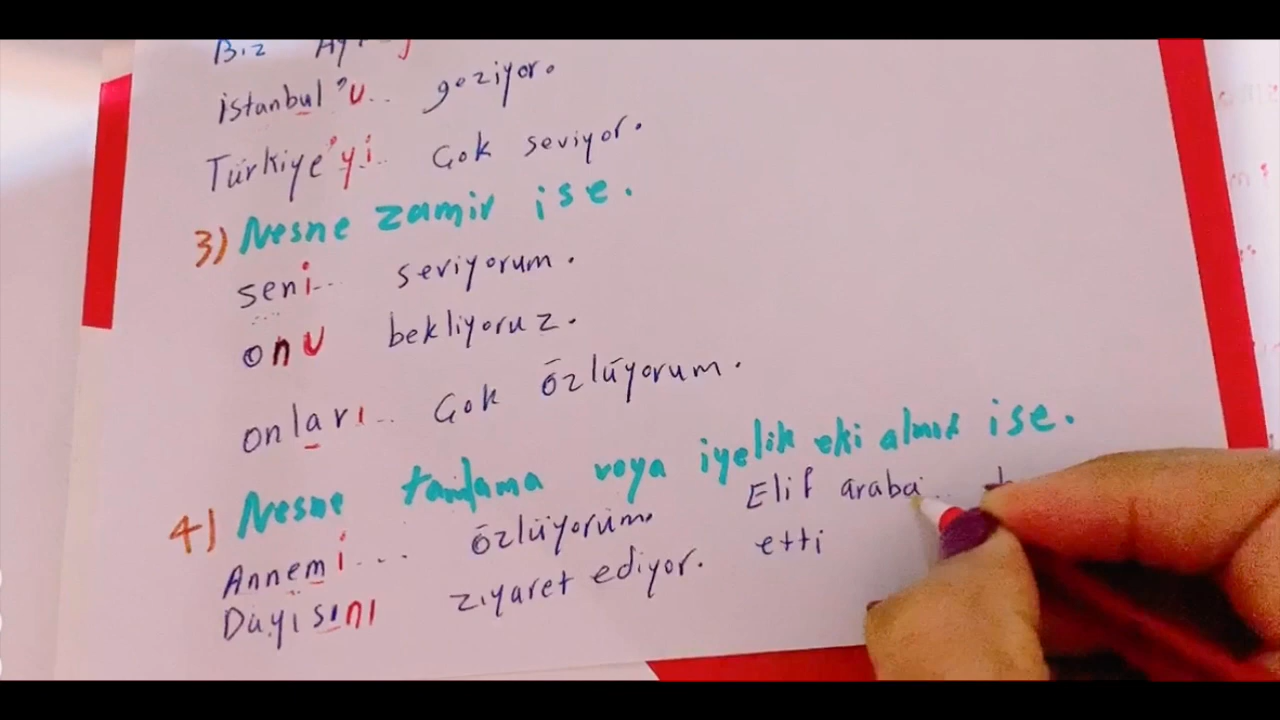 Biz
İstanbul'u.. geziyor.
Türkiye'yi.. Çok seviyor.
3) Nesne zamir ise.
seni.. seviyorum.
onu bekliyoruz.
onları.. Çok özlüyorum.
4) Nesne tamlama veya iyelik eki almış ise.
Annemi... özlüyorum. Elif araba..
Dayısını ziyaret ediyor. etti